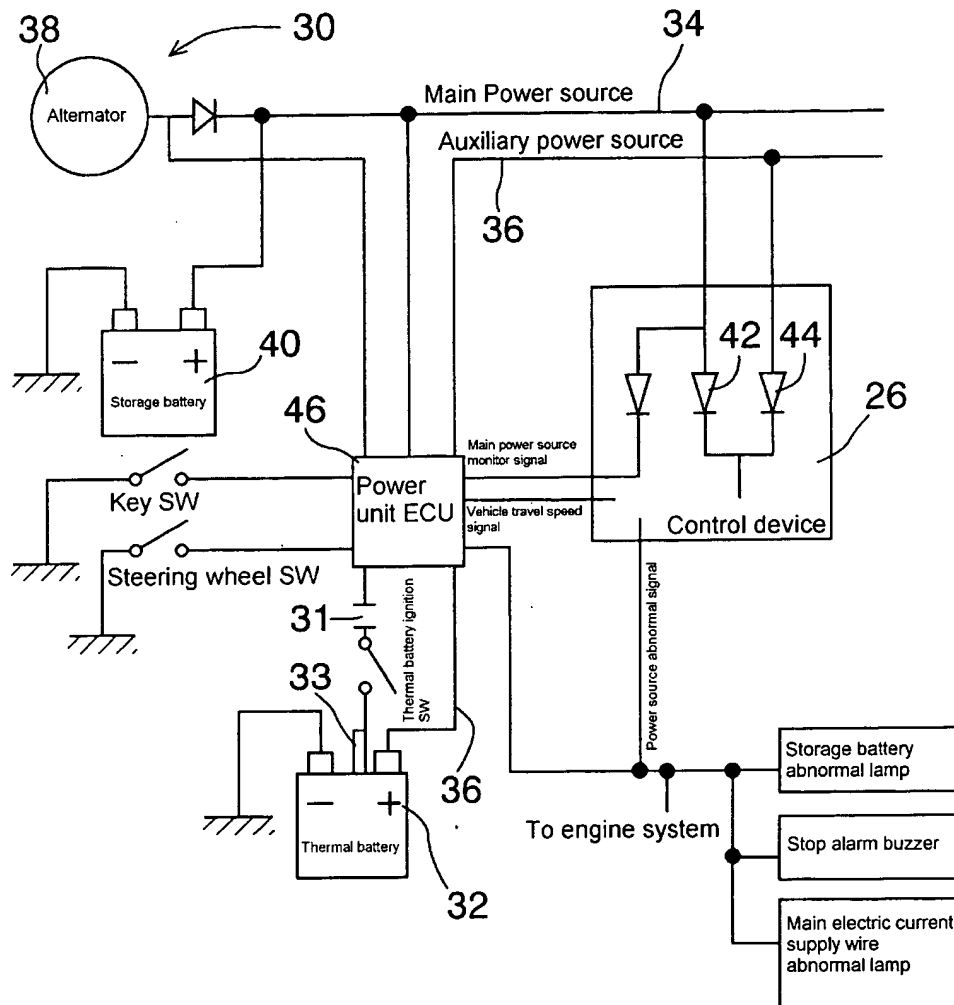 38
30
34
Alternator
Main Power source
Auxiliary power source
36
42
44
26
−
+
40
Storage battery
46
Main power source
monitor signal
Power
unit ECU
Vehicle travel speed
signal
Control device
Key SW
Steering wheel SW
31
Thermal battery ignition
SW
Power source abnormal signal
33
36
−
+
Thermal battery
32
To engine system
Storage battery
abnormal lamp
Stop alarm buzzer
Main electric current
supply wire
abnormal lamp